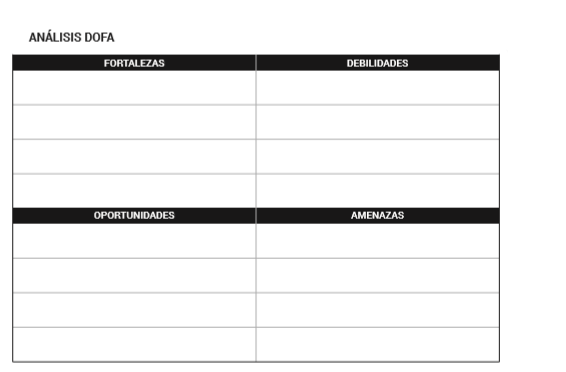 ANÁLISIS DOFA
FORTALEZAS
DEBILIDADES
OPORTUNIDADES
AMENAZAS